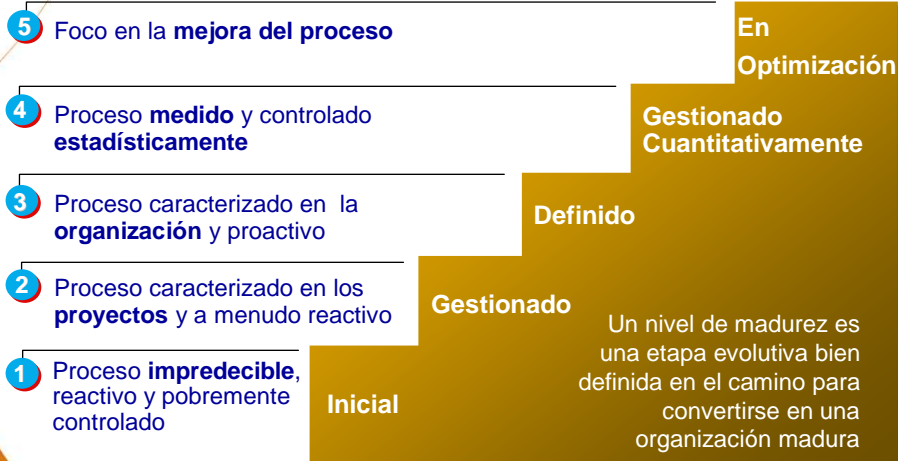 5 Foco en la mejora del proceso
En
Optimización
4 Proceso medido y controlado
estadísticamente
Gestionado
Cuantitativamente
3 Proceso caracterizado en la
organización y proactivo
Definido
2 Proceso caracterizado en los
proyectos y a menudo reactivo
Gestionado
1 Proceso impredecible,
reactivo y pobremente
controlado
Inicial
Un nivel de madurez es
una etapa evolutiva bien
definida en el camino para
convertirse en una
organización madura